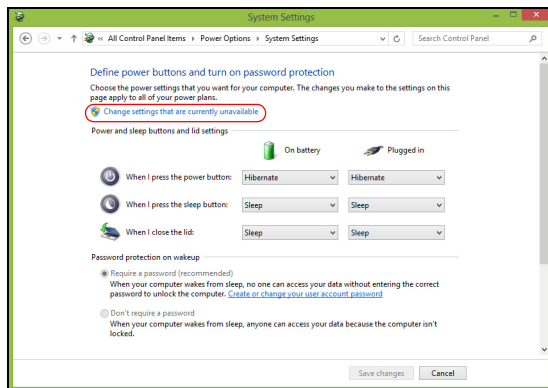 System Settings
« All Control Panel Items › Power Options › System Settings
Search Control Panel
Define power buttons and turn on password protection
Choose the power settings that you want for your computer. The changes you make to the settings on this
page apply to all of your power plans.
Change settings that are currently unavailable
Power and sleep buttons and lid settings
On battery
Plugged in
When I press the power button:
Hibernate
Hibernate
When I press the sleep button:
Sleep
Sleep
When I close the lid:
Sleep
Sleep
Password protection on wakeup
Require a password (recommended)
When your computer wakes from sleep, no one can access your data without entering the correct
password to unlock the computer. Create or change your user account password
Don't require a password
When your computer wakes from sleep, anyone can access your data because the computer isn't
locked.
Save changes
Cancel